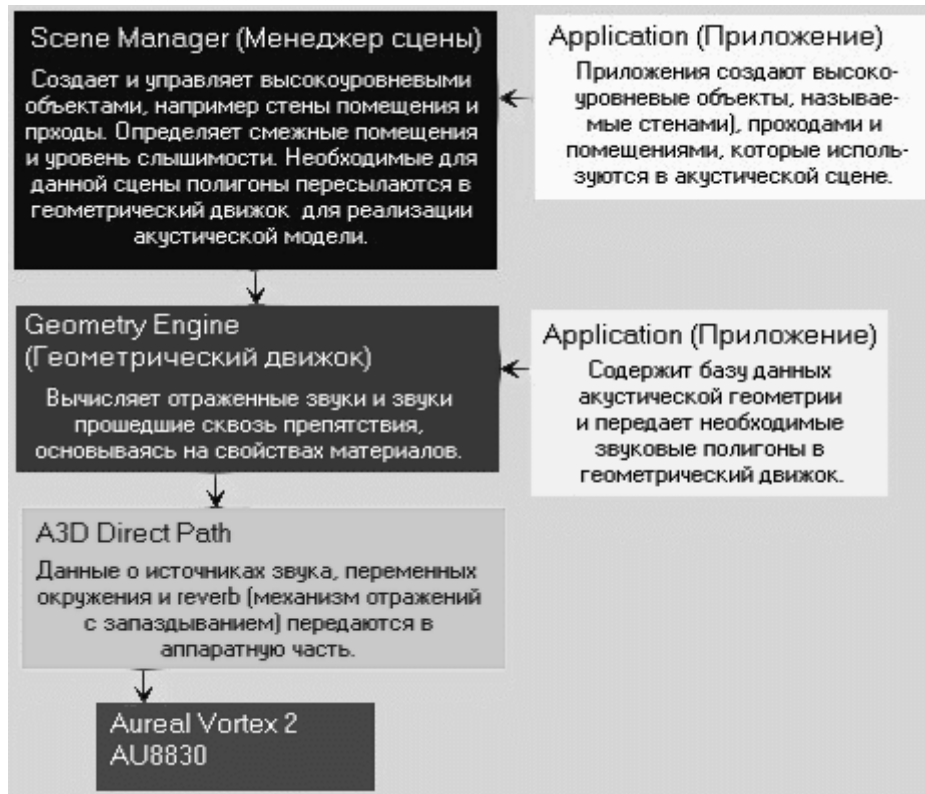 Scene Manager (Менеджер сцены)
Создает и управляет высокоуровневыми
объектами, например стены помещения и
прходы. Определяет смежные помещения
и уровень слышимости. Необходимые для
данной сцены полигоны пересылаются в
геометрический движок для реализации
акустической модели.
Application (Приложение)
Приложения создают высоко-
уровневые объекты, называе-
мые стенами), проходами и
помещениями, которые исполь-
зуются в акустической сцене.
Geometry Engine
(Геометрический движок)
Вычисляет отраженные звуки и звуки
прошедшие сквозь препятствия,
основываясь на свойствах материалов.
Application (Приложение)
Содержит базу данных
акустической геометрии
и передает необходимые
звуковые полигоны в
геометрический движок.
A3D Direct Path
Данные о источниках звука, переменных
окружения и reverb (механизм отражений
с запаздыванием) передаются в
аппаратную часть.
Aureal Vortex 2
AU8830